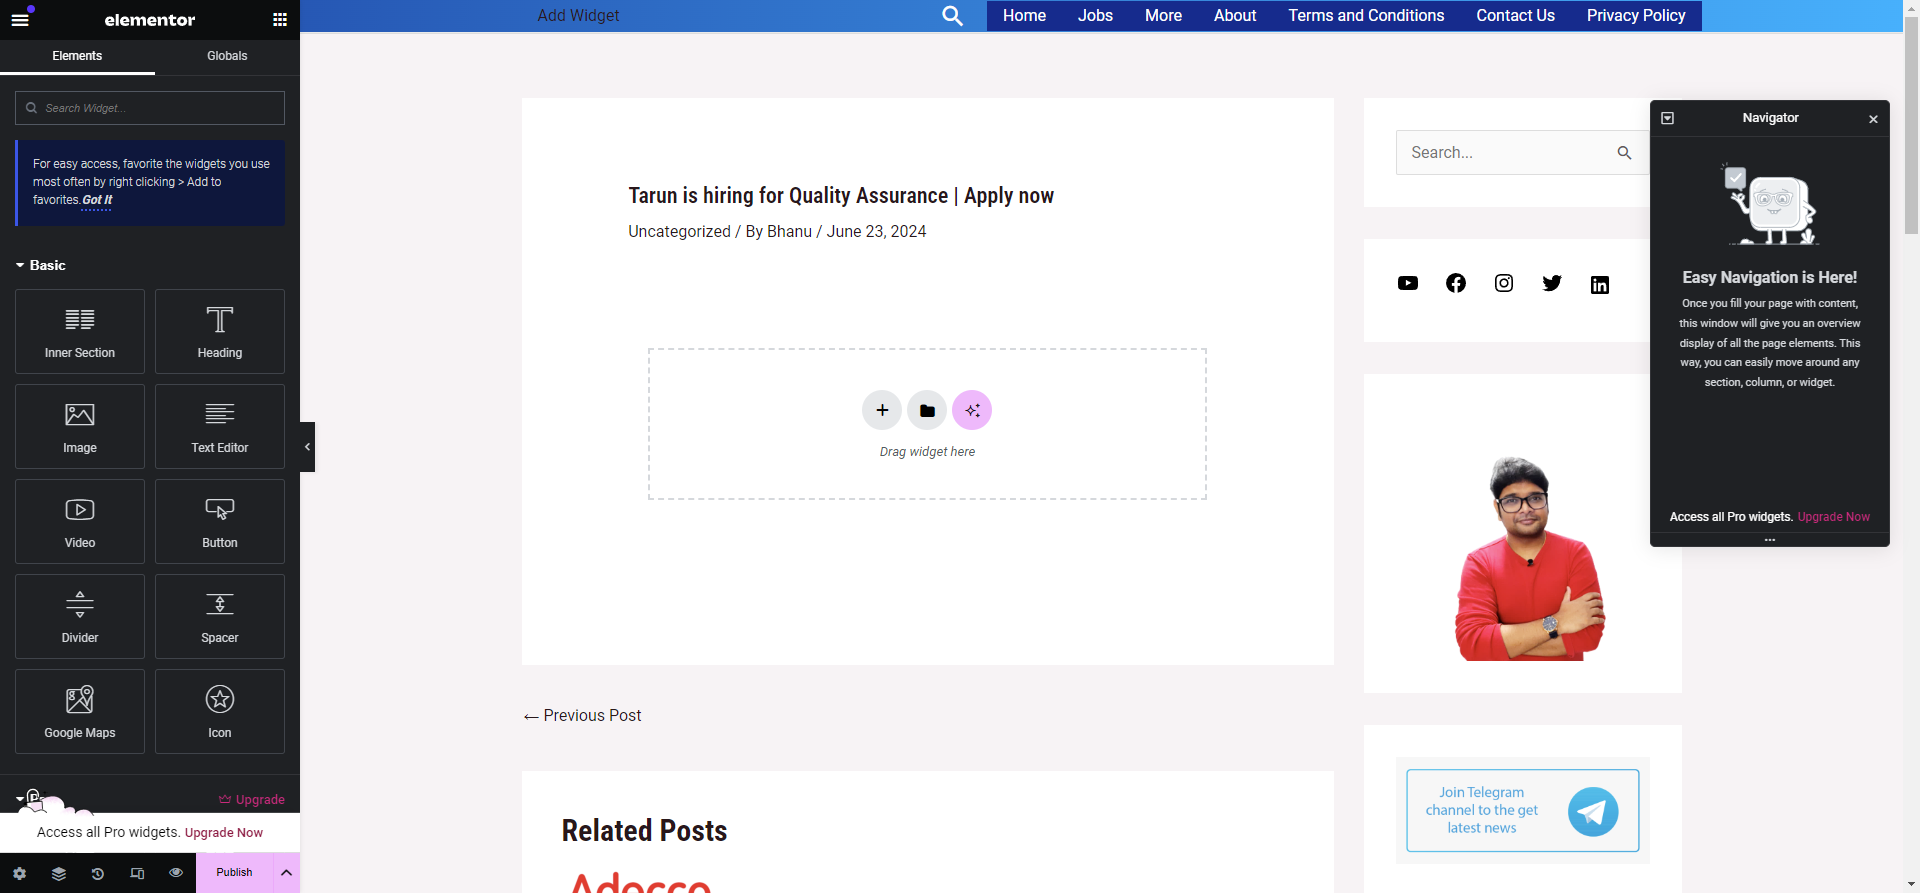 elementor
Elements
Globals
Search Widget...
For easy access, favorite the widgets you use
most often by right clicking > Add to
favorites. Got It
Basic
Inner Section
Heading
Image
Text Editor
Video
Button
Divider
Spacer
Google Maps
Icon
Upgrade
Access all Pro widgets. Upgrade Now
Publish
Add Widget
Home
Jobs
More
About
Terms and Conditions
Contact Us
Privacy Policy
Tarun is hiring for Quality Assurance | Apply now
Uncategorized / By Bhanu / June 23, 2024
Drag widget here
← Previous Post
Related Posts
Adecco
Search...
Join Telegram
channel to the get
latest news
Navigator
Easy Navigation is Here!
Once you fill your page with content,
this window will give you an overview
display of all the page elements. This
way, you can easily move around any
section, column, or widget.
Access all Pro widgets. Upgrade Now